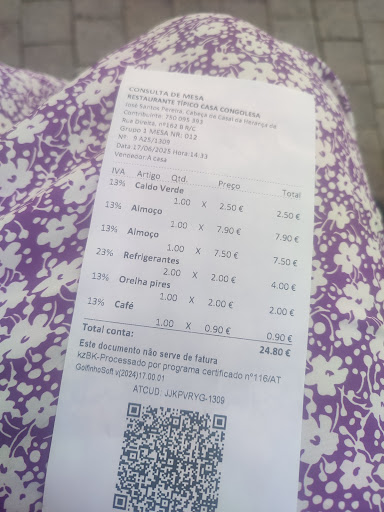 CONSULTA DE MESA
RESTAURANTE TÍPICO CASA CONGOLESA
José Santos Pereira, Cabeça de Casal da Herança de
Contribuinte: 750 095 393
Rua Direita, nº162 B R/C
Grupo 1 MESA NR: 012
Nº: 9 A25/1309
Data 17/06/2025 Hora 14:33
Vencedor: A casa
IVA Artigo Qtd. Preço Total
13% Caldo Verde
1.00 X 2.50 € 2.50 €
13% Almoço
1.00 X 7.90 € 7.90 €
13% Almoço
1.00 X 7.50 € 7.50 €
23% Refrigerantes
2.00 X 2.00 € 4.00 €
13% Orelha pires
1.00 X 2.00 € 2.00 €
13% Café
1.00 X 0.90 € 0.90 €
Total conta: 24.80 €
Este documento não serve de fatura
kzBK-Processado por programa certificado nº116/AT
GolfinhoSoft v(2024)17.00.01
ATCUD: JJKPVRYG-1309